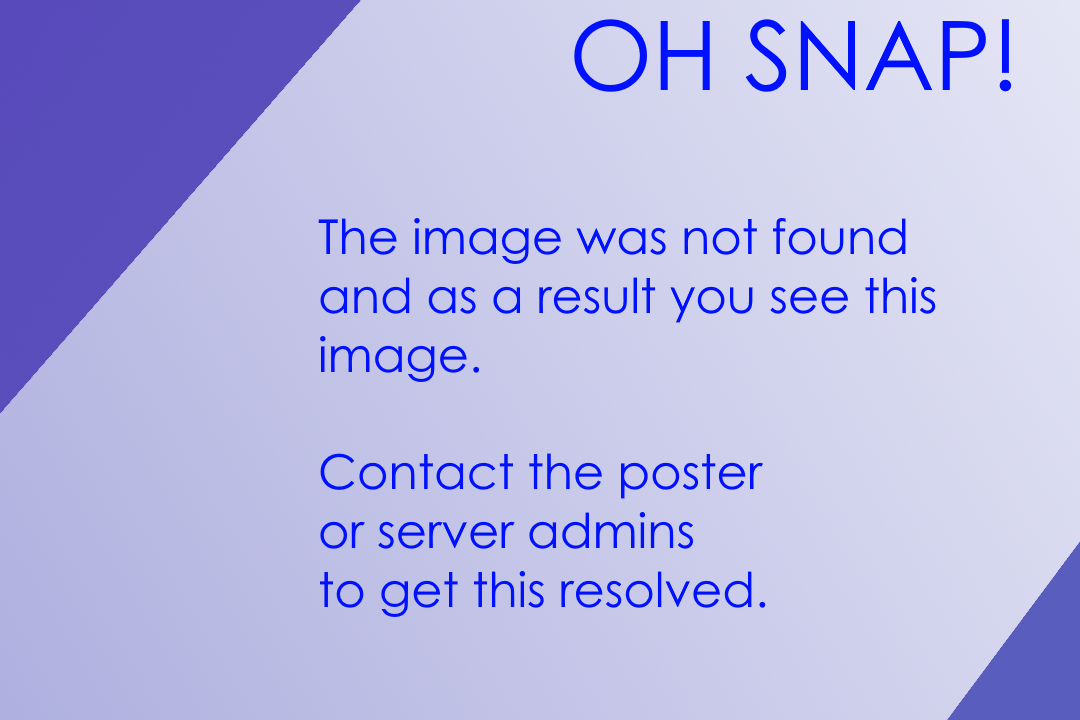 OH SNAP!
The image was not found
and as a result you see this
image.
Contact the poster
or server admins
to get this resolved.